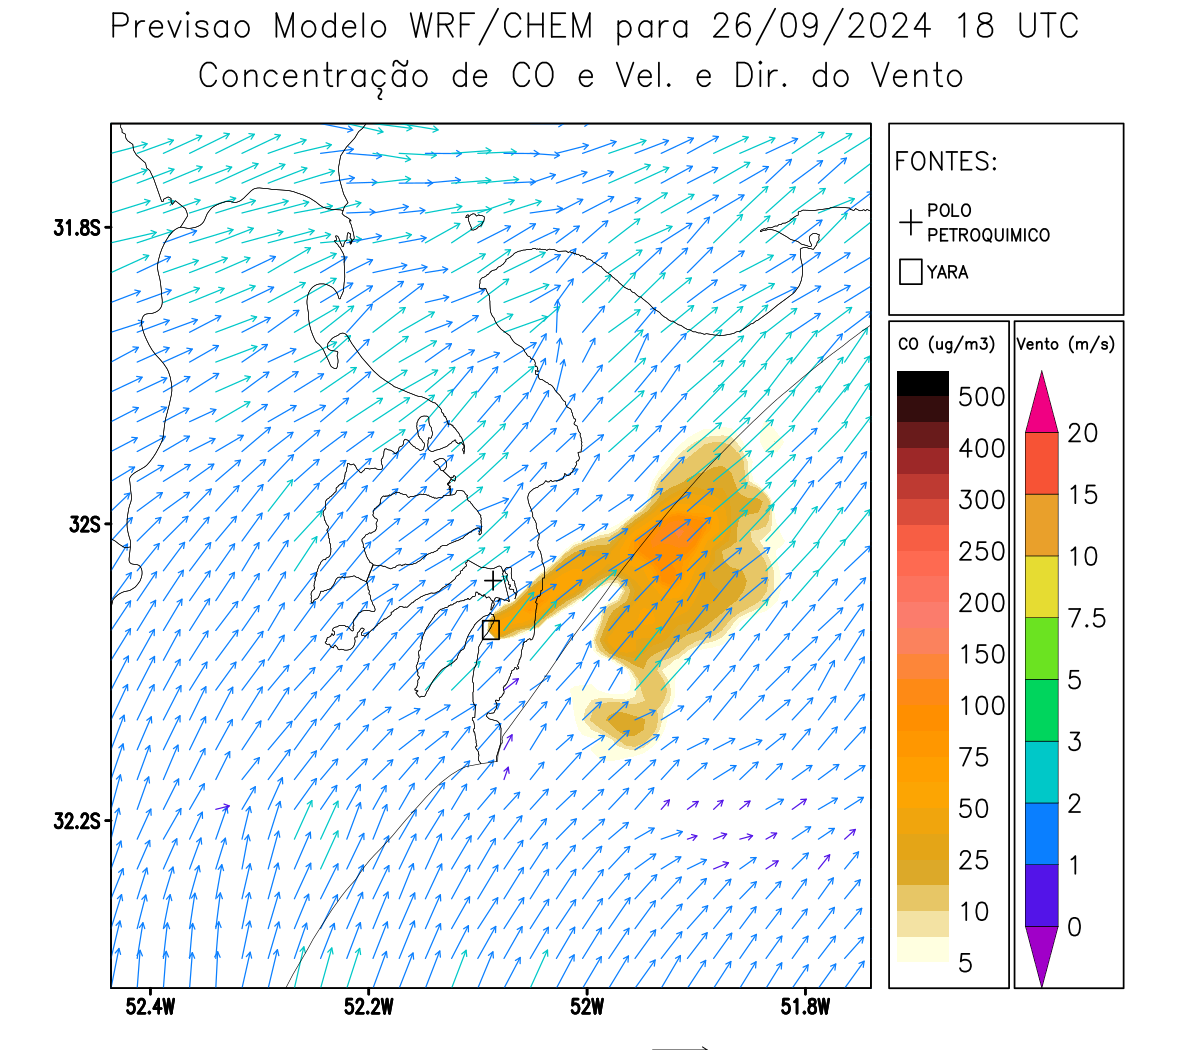 Previsao Modelo WRF/CHEM para 26/09/2024 18 UTC
Concentração de CO e Vel. e Dir. do Vento
FONTES:
POLO
PETROQUIMICO
YARA
31.8S
32S
32.2S
52.4W
52.2W
52W
51.8W
CO (ug/m3)
500
400
300
250
200
150
100
75
50
25
10
5
Vento (m/s)
20
15
10
7.5
5
3
2
1
0